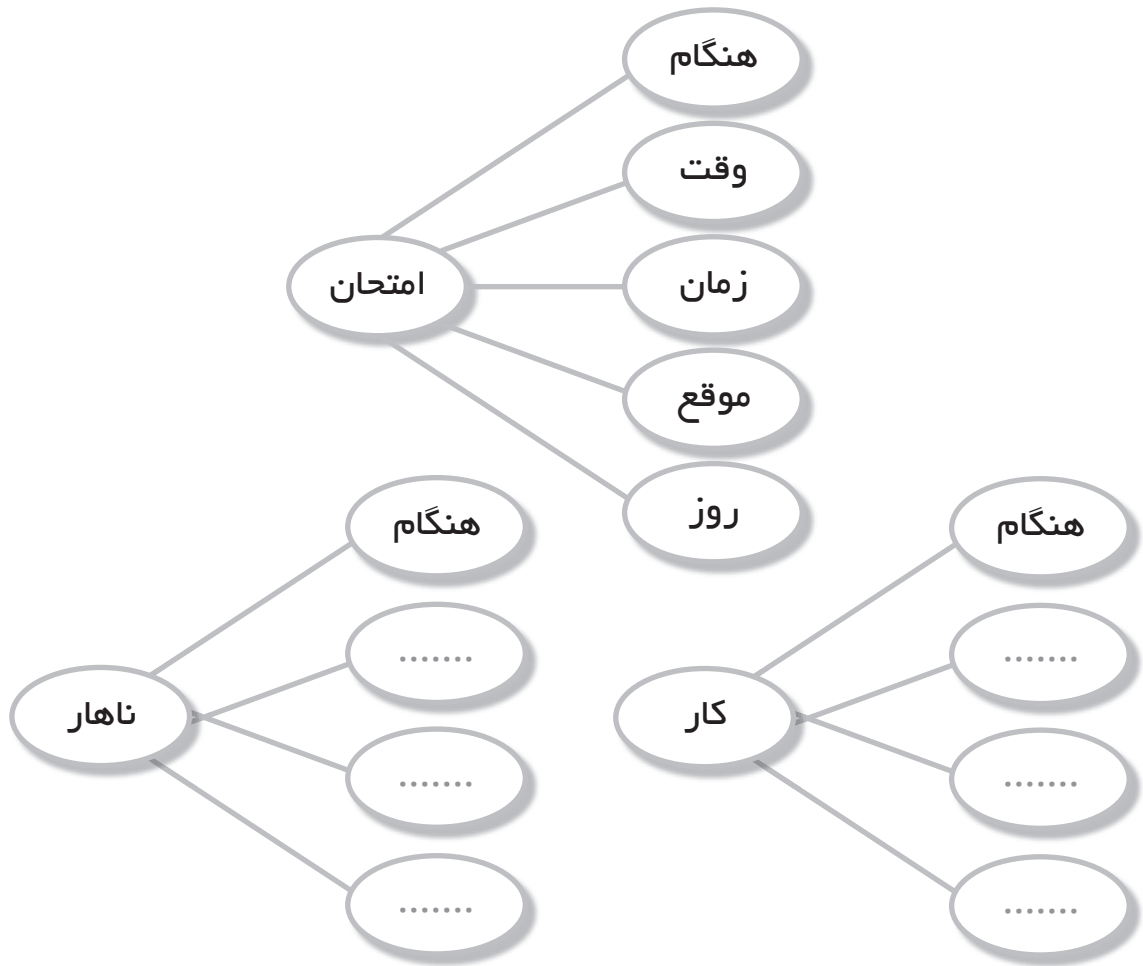 هنگام
وقت
امتحان
زمان
موقع
روز
هنگام
.......
کار
.......
.......
هنگام
.......
ناهار
.......
.......